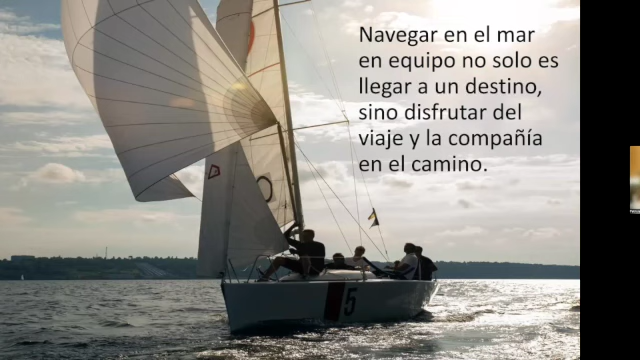 Navegar en el mar
en equipo no solo es
llegar a un destino,
sino disfrutar del
viaje y la compañía
en el camino.
5